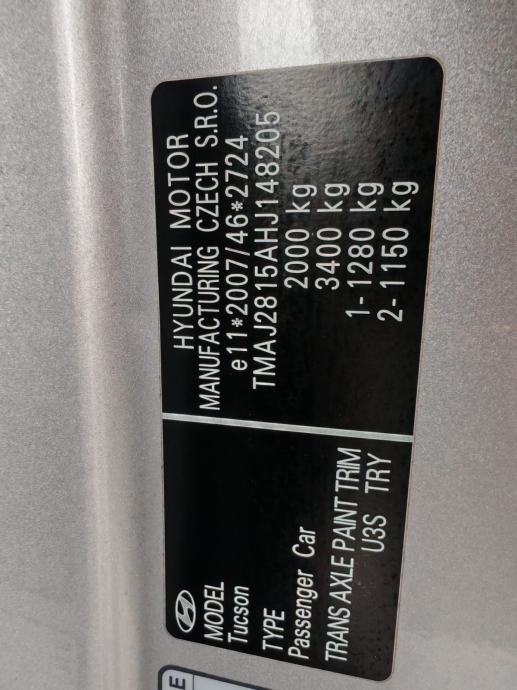 HYUNDAI MOTOR
MANUFACTURING CZECH S.R.O.
e11*2007/46*2724
TMAJ2815AHJ148205
2000 kg
3400 kg
1- 1280 kg
2- 1150 kg
MODEL
Tucson
TYPE
Passenger Car
TRANS AXLE PAINT TRIM
U3S TRY
E